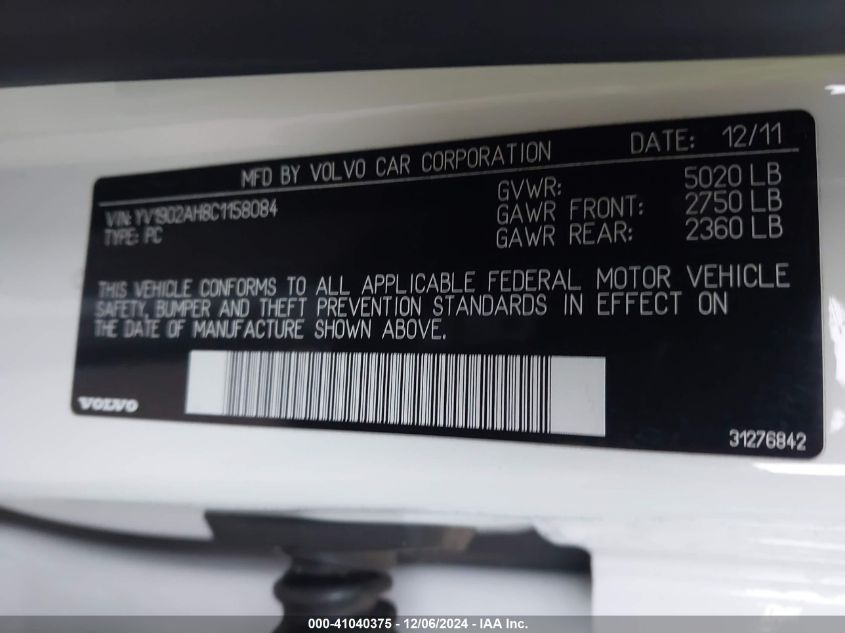 MFD BY VOLVO CAR CORPORATION DATE: 12/11
VIN: YV1902AH8C1158084
TYPE: PC
GVWR: 5020 LB
GAWR FRONT: 2750 LB
GAWR REAR: 2360 LB
THIS VEHICLE CONFORMS TO ALL APPLICABLE FEDERAL MOTOR VEHICLE
SAFETY, BUMPER AND THEFT PREVENTION STANDARDS IN EFFECT ON
THE DATE OF MANUFACTURE SHOWN ABOVE.
VOLVO
31276842
000-41040375 - 12/06/2024 - IAA Inc.